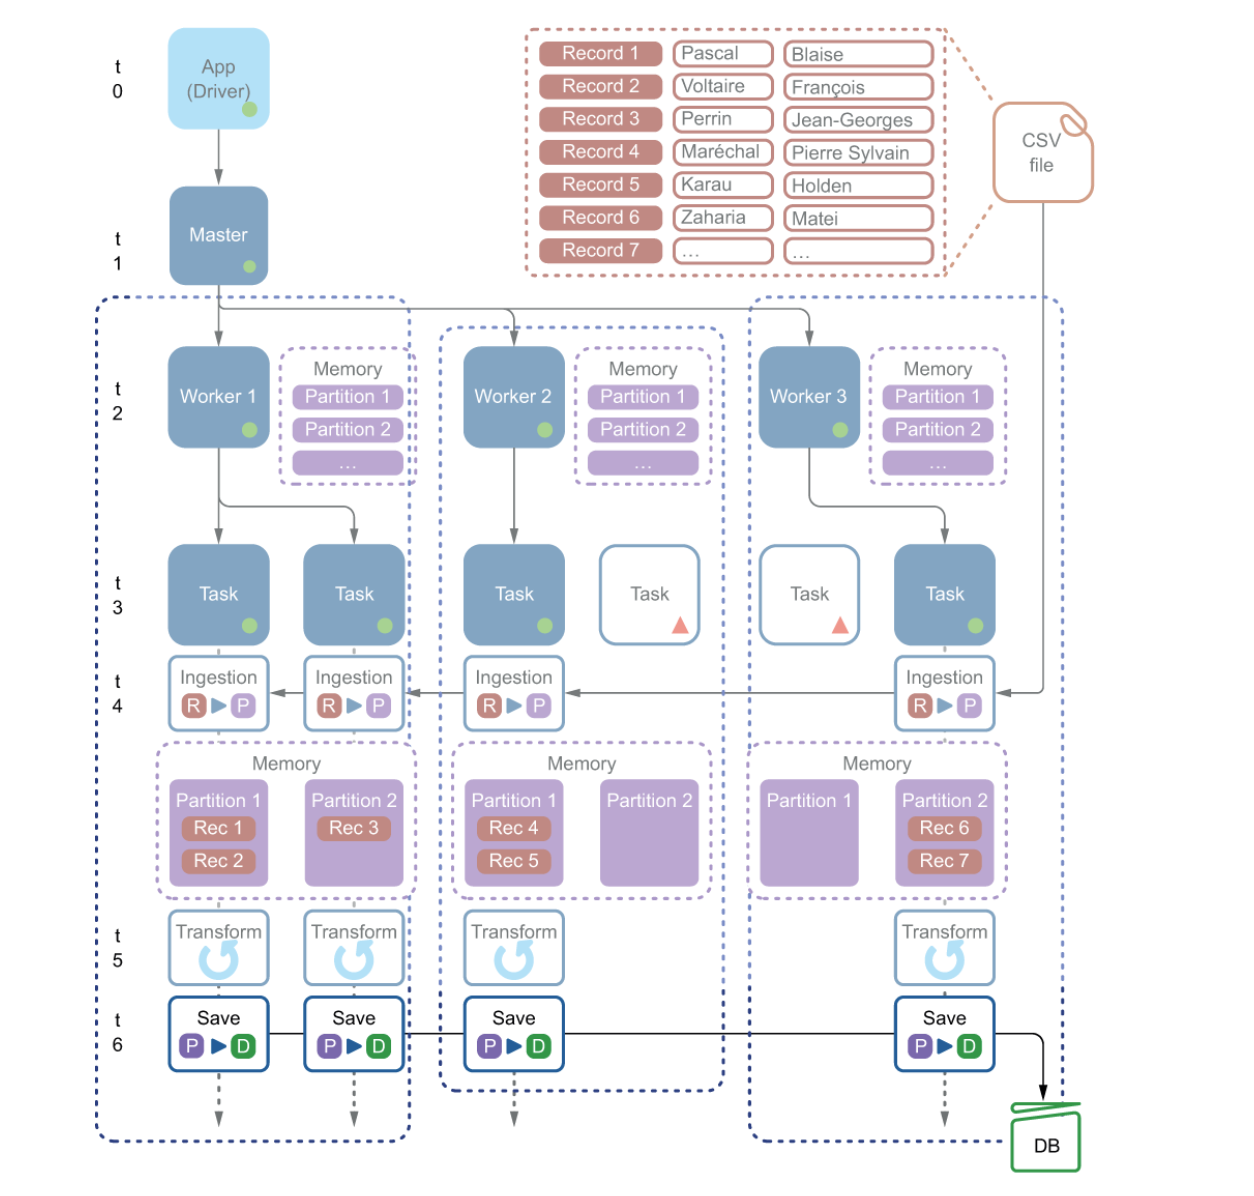 t
0
App
(Driver)
Record 1 Pascal Blaise
Record 2 Voltaire François
Record 3 Perrin Jean-Georges
Record 4 Maréchal Pierre Sylvain
Record 5 Karau Holden
Record 6 Zaharia Matei
Record 7 ... ...
CSV
file
t
1
Master
t
2
Worker 1
Memory
Partition 1
Partition 2
...
Worker 2
Memory
Partition 1
Partition 2
...
Worker 3
Memory
Partition 1
Partition 2
...
t
3
Task
Task
Task
Task
Task
Task
t
4
Ingestion
R P
Ingestion
R P
Ingestion
R P
Ingestion
R P
Memory
Partition 1
Rec 1
Rec 2
Partition 2
Rec 3
Memory
Partition 1
Rec 4
Rec 5
Partition 2
Memory
Partition 1
Partition 2
Rec 6
Rec 7
t
5
Transform
Transform
Transform
Transform
t
6
Save
P D
Save
P D
Save
P D
Save
P D
DB